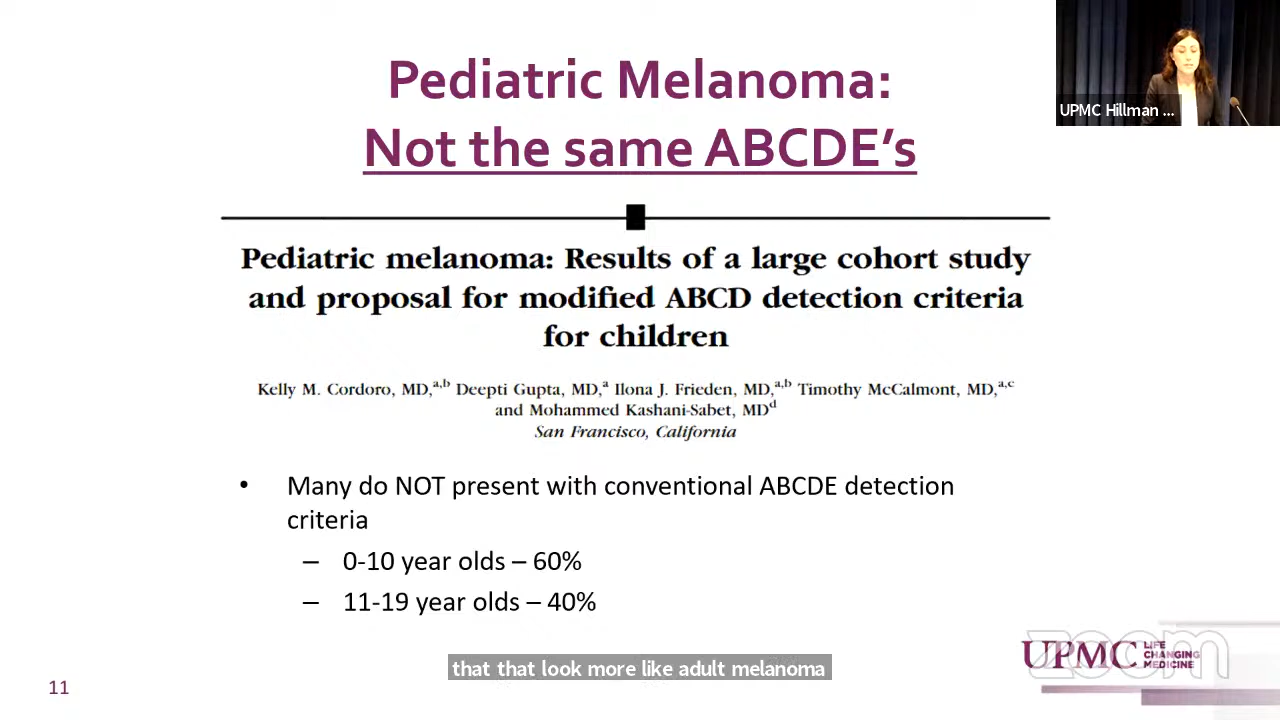 Pediatric Melanoma:
Not the same ABCDE’s
UPMC Hillman ...
Pediatric melanoma: Results of a large cohort study
and proposal for modified ABCD detection criteria
for children
Kelly M. Cordoro, MD,a,b Deepti Gupta, MD,a Ilona J. Frieden, MD,a,b Timothy McCalmont, MD,a,c
and Mohammed Kashani-Sabet, MDd
San Francisco, California
• Many do NOT present with conventional ABCDE detection
criteria
– 0-10 year olds – 60%
– 11-19 year olds – 40%
that that look more like adult melanoma
UPMC LIFE
CHANGING
MEDICINE
zoom
11